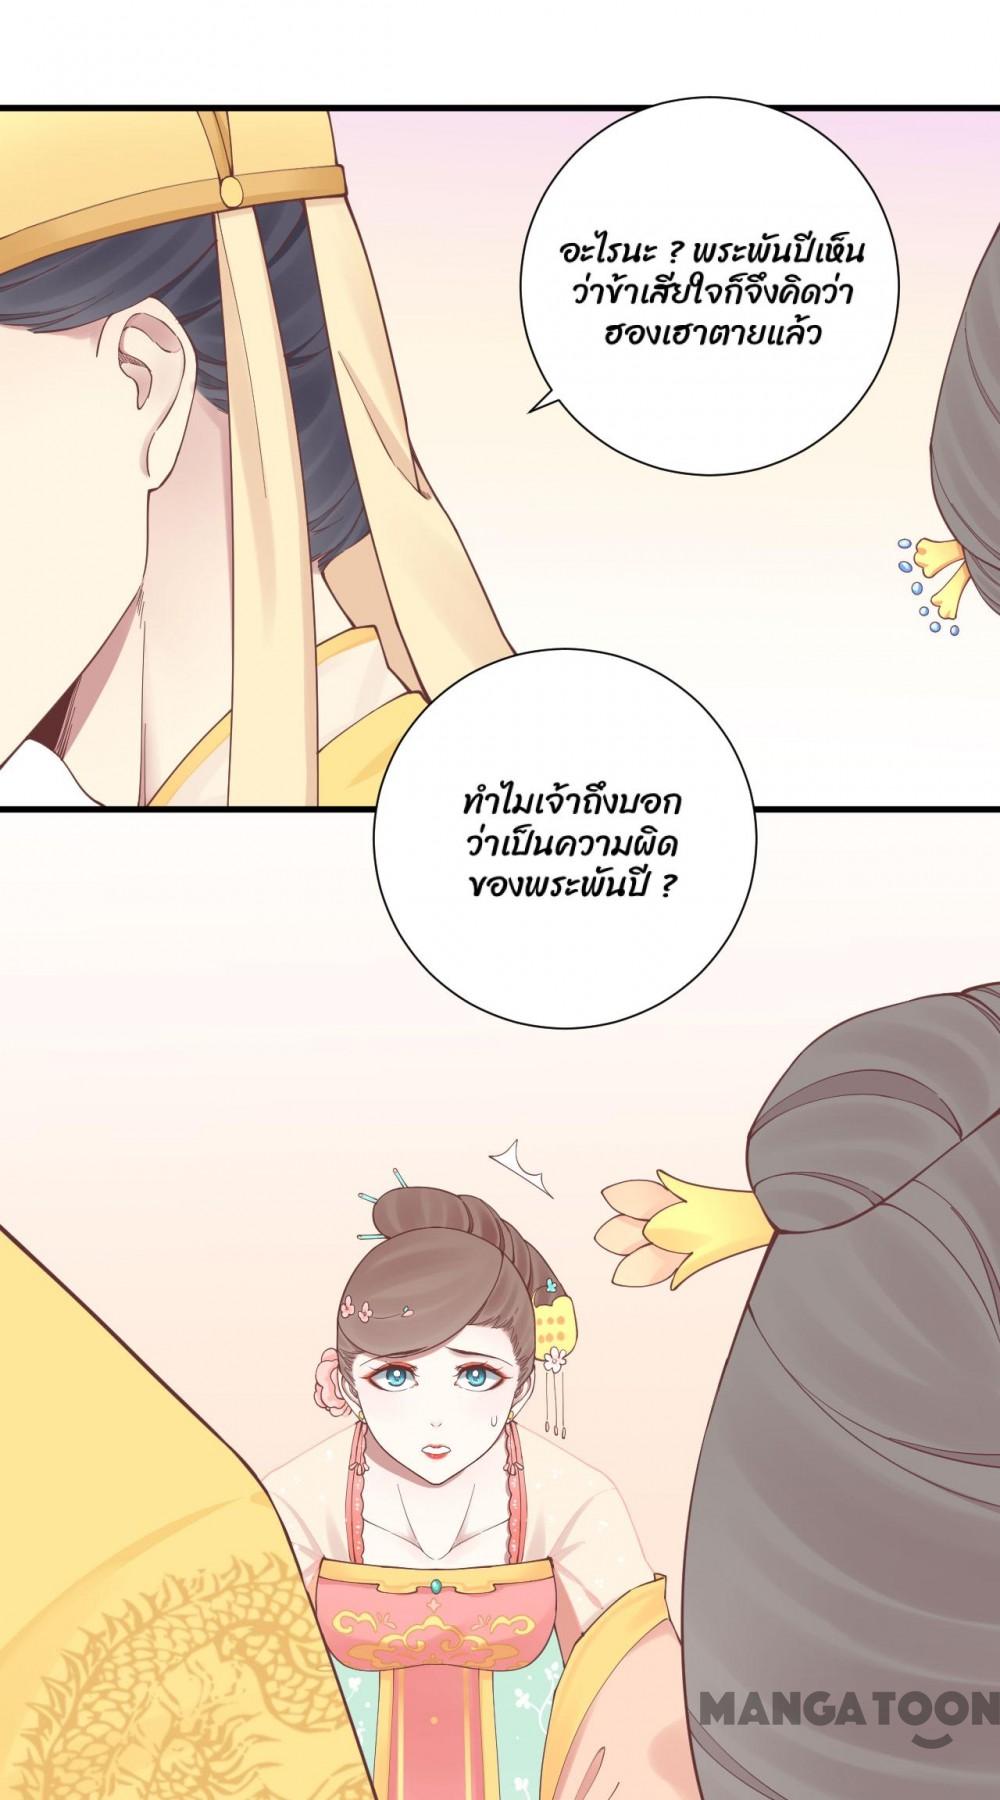 อะไรนะ ? พระพันปีเห็น
ว่าข้าเสียใจก็จึงคิดว่า
ฮองเฮาตายแล้ว
ทำไมเจ้าถึงบอก
ว่าเป็นความผิด
ของพระพันปี ?
MANGATOON